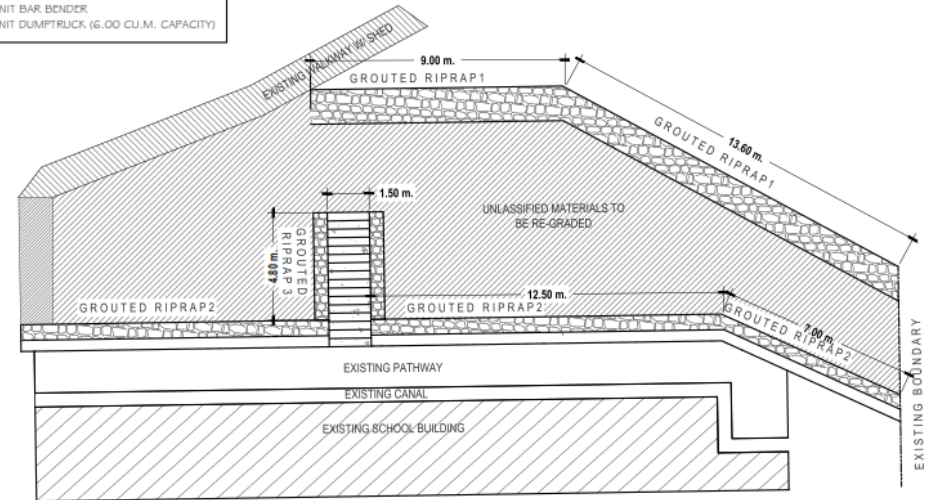 NIT BAR BENDER
NIT DUMPTRUCK (6.00 CU.M. CAPACITY)
EXISTING WALKWAY W/ SHED
9.00 m.
GROUTED RIPRAP1
13.60 m.
GROUTED RIPRAP1
1.50 m.
UNLASSIFIED MATERIALS TO
BE RE-GRADED
4.80 m.
GROUTED
RIPRAP 3
12.50 m.
GROUTED RIPRAP2
GROUTED RIPRAP2
7.00 m.
GROUTED RIPRAP2
EXISTING PATHWAY
EXISTING CANAL
EXISTING SCHOOL BUILDING
EXISTING BOUNDARY